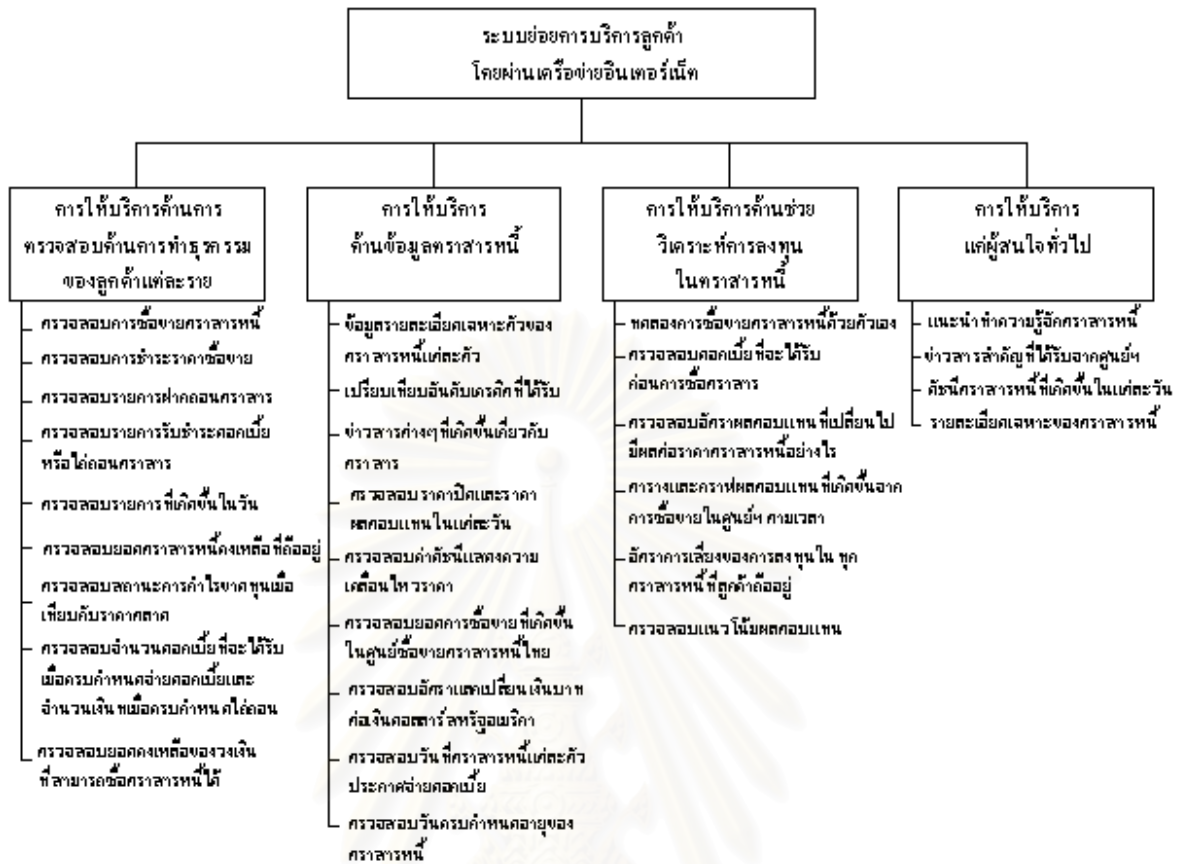 ระบบย่อยการบริการลูกค้า
โดยผ่านเครือข่ายอินเทอร์เน็ต
การให้บริการด้านการ
ตรวจสอบด้านการทำธุรกรรม
ของลูกค้าแต่ละราย
ตรวจสอบการซื้อขายตราสารหนี้
ตรวจสอบการชำระราคาซื้อขาย
ตรวจสอบรายการฝากถอนตราสาร
ตรวจสอบรายการรับชำระดอกเบี้ย
หรือไถ่ถอนตราสาร
ตรวจสอบรายการที่เกิดขึ้นในวัน
ตรวจสอบยอดตราสารหนี้คงเหลือที่ถืออยู่
ตรวจสอบสถานะการกำไรขาดทุนเมื่อ
เทียบกับราคาตลาด
ตรวจสอบจำนวนดอกเบี้ยที่จะได้รับ
เมื่อครบกำหนดจ่ายดอกเบี้ยและ
จำนวนเงินทเมื่อครบกำหนดไถ่ถอน
ตรวจสอบยอดคงเหลือของวงเงิน
ที่สามารถซื้อตราสารหนี้ได้
การให้บริการ
ด้านข้อมูลตราสารหนี้
ข้อมูลรายละเอียดเฉพาะตัวของ
ตราสารหนี้แต่ละตัว
เปรียบเทียบอันดับเครดิตที่ได้รับ
ข่าวสารต่างๆที่เกิดขึ้นเกี่ยวกับ
ตราสาร
ตรวจสอบราคาปิดและราคา
ผลตอบแทนในแต่ละวัน
ตรวจสอบค่าดัชนีแสดงความ
เคลื่อนไหวราคา
ตรวจสอบยอดการซื้อขายที่เกิดขึ้น
ในศูนย์ซื้อขายตราสารหนี้ไทย
ตรวจสอบอัตราแลกเปลี่ยนเงินบาท
ต่อเงินดอลลาร์สหรัฐอเมริกา
ตรวจสอบวันที่ตราสารหนี้แต่ละตัว
ประกาศจ่ายดอกเบี้ย
ตรวจสอบวันครบกำหนดอายุของ
ตราสารหนี้
การให้บริการด้านช่วย
วิเคราะห์การลงทุน
ในตราสารหนี้
ทดลองการซื้อขายตราสารหนี้ด้วยตัวเอง
ตรวจสอบดอกเบี้ยที่จะได้รับ
ก่อนการซื้อตราสาร
ตรวจสอบอัตราผลตอบแทนที่เปลี่ยนไป
มีผลต่อราคาตราสารหนี้อย่างไร
ตารางและกราฟผลตอบแทนที่เกิดขึ้นจาก
การซื้อขายในศูนย์ฯ ตามเวลา
อัตราการเสี่ยงของการลงทุนใน ทุก
ตราสารหนี้ที่ลูกค้าถืออยู่
ตรวจสอบแนวโน้มผลตอบแทน
การให้บริการ
แก่ผู้สนใจทั่วไป
แนะนำทำความรู้จักตราสารหนี้
ข่าวสารสำคัญที่ได้รับจากศูนย์ฯ
ดัชนีตราสารหนี้ที่เกิดขึ้นในแต่ละวัน
รายละเอียดเฉพาะของตราสารหนี้